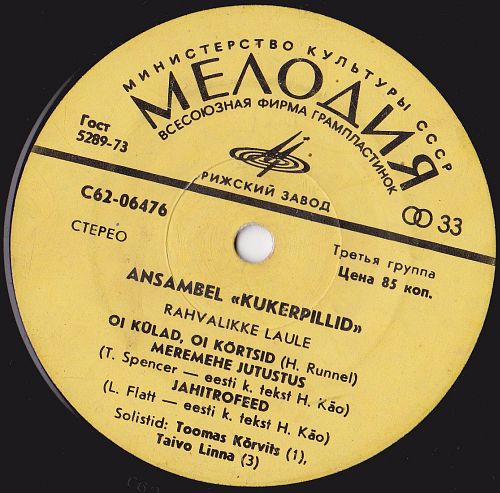 МИНИСТЕРСТВО КУЛЬТУРЫ СССР
МЕЛОДИЯ
ВСЕСОЮЗНАЯ ФИРМА ГРАМПЛАСТИНОК
Гост
5289-73
РИЖСКИЙ ЗАВОД
С62-06476
33
СТЕРЕО
Третья группа
Цена 85 коп.
ANSAMBEL «KUKERPILLID»
RAHVALIKKE LAULE
OI KÜLAD, OI KÕRTSID (H. Runnel)
MEREMEHE JUTUSTUS
(T. Spencer — eesti k. tekst H. Käo)
JAHITROFEED
(L. Flatt — eesti k. tekst H. Käo)
Solistid: Toomas Kõrvits (1),
Taivo Linna (3)